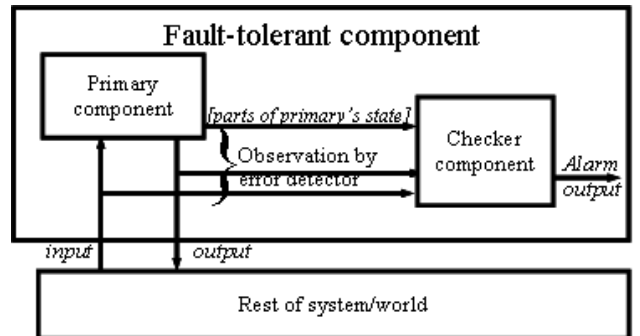 Fault-tolerant component
Primary
component
[parts of primary's state]
Observation by
error detector
Checker
component
Alarm
output
input
output
Rest of system/world